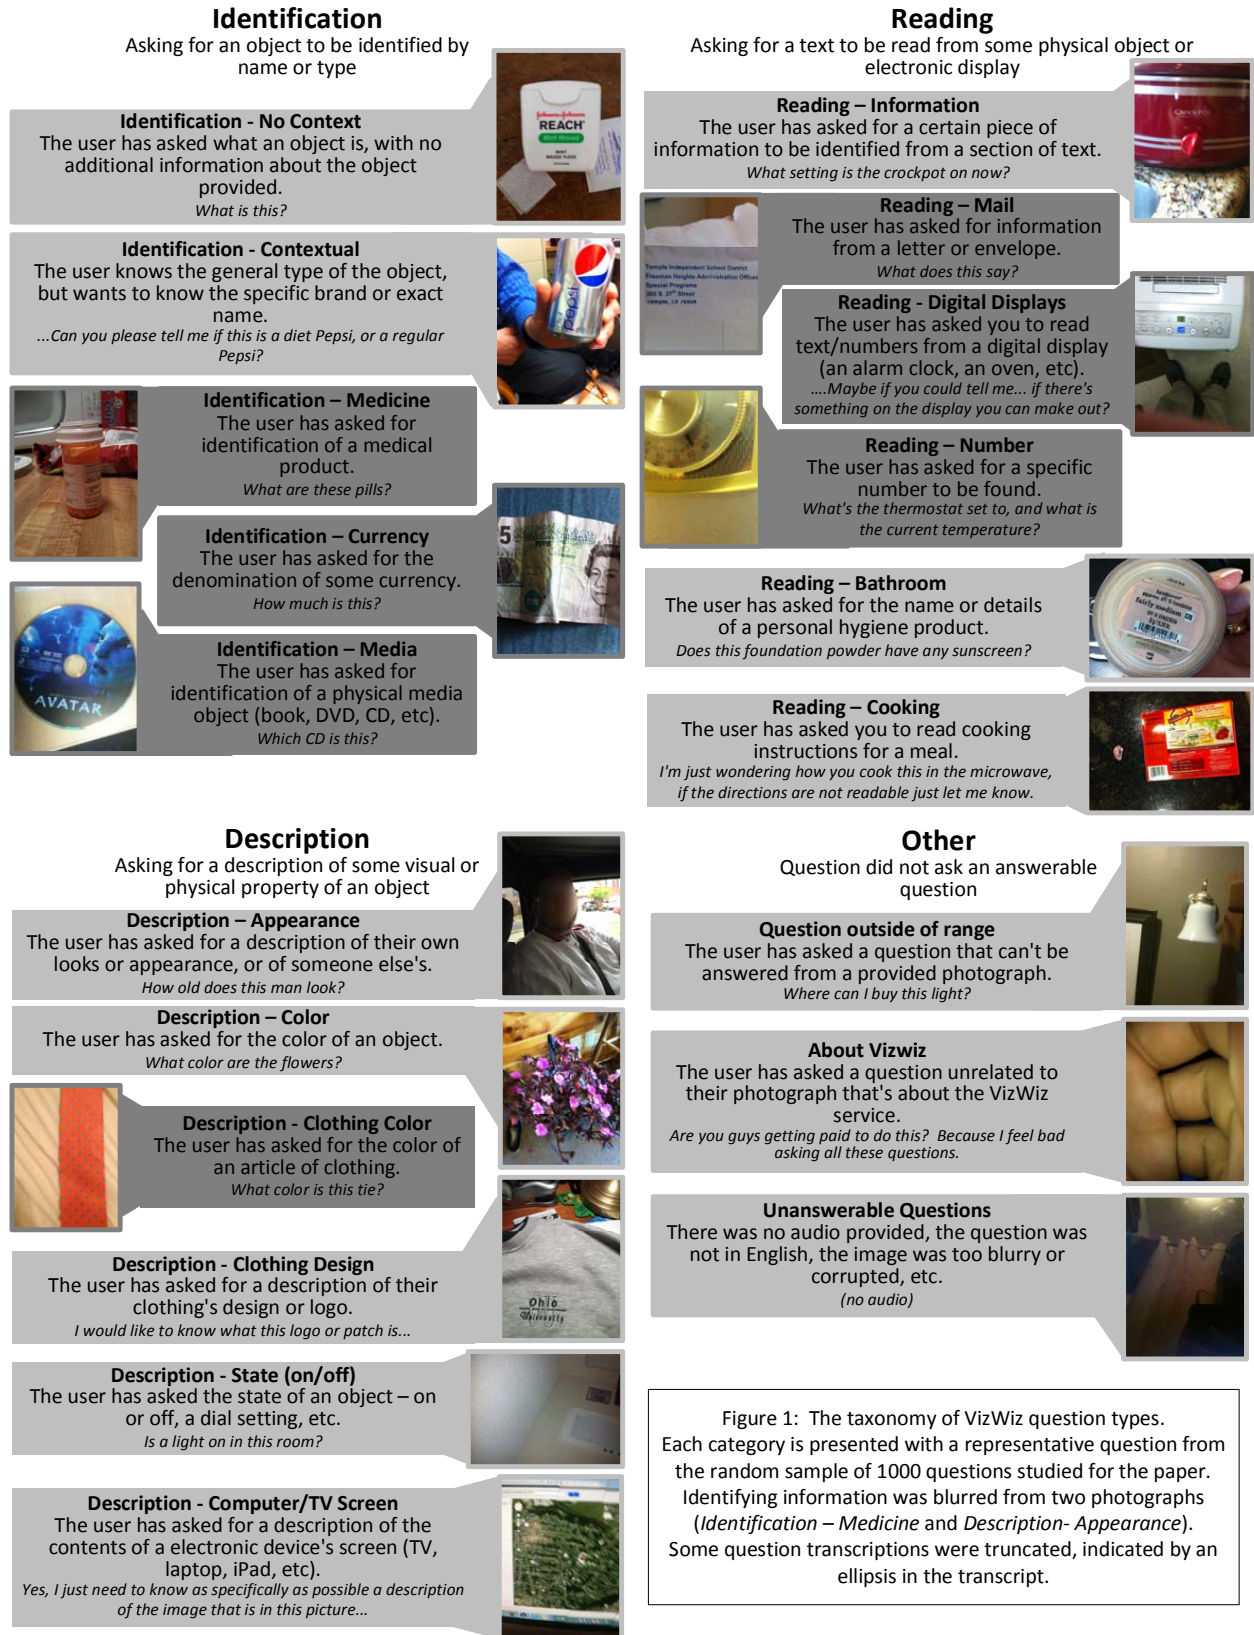 Identification
Asking for an object to be identified by
name or type
Identification - No Context
The user has asked what an object is, with no
additional information about the object
provided.
What is this?
Johnson & Johnson
REACH
Mint Waxed
MINT
WAXED FLOSS
Identification - Contextual
The user knows the general type of the object,
but wants to know the specific brand or exact
name.
...Can you please tell me if this is a diet Pepsi, or a regular
Pepsi?
pepsi
Identification – Medicine
The user has asked for
identification of a medical
product.
What are these pills?
Identification – Currency
The user has asked for the
denomination of some currency.
How much is this?
5
Identification – Media
The user has asked for
identification of a physical media
object (book, DVD, CD, etc).
Which CD is this?
AVATAR
Reading
Asking for a text to be read from some physical object or
electronic display
Reading – Information
The user has asked for a certain piece of
information to be identified from a section of text.
What setting is the crockpot on now?
CROCK-POT
Reading – Mail
The user has asked for information
from a letter or envelope.
What does this say?
Temple Independent School District
Freeman Heights Administration Offices
Special Programs
300 S. 27th Street
Reading - Digital Displays
The user has asked you to read
text/numbers from a digital display
(an alarm clock, an oven, etc).
....Maybe if you could tell me... if there's
something on the display you can make out?
Reading – Number
The user has asked for a specific
number to be found.
What's the thermostat set to, and what is
the current temperature?
Reading – Bathroom
The user has asked for the name or details
of a personal hygiene product.
Does this foundation powder have any sunscreen?
fairly medium
Reading – Cooking
The user has asked you to read cooking
instructions for a meal.
I'm just wondering how you cook this in the microwave,
if the directions are not readable just let me know.
Description
Asking for a description of some visual or
physical property of an object
Description – Appearance
The user has asked for a description of their own
looks or appearance, or of someone else's.
How old does this man look?
Description – Color
The user has asked for the color of an object.
What color are the flowers?
Description - Clothing Color
The user has asked for the color of
an article of clothing.
What color is this tie?
Description - Clothing Design
The user has asked for a description of their
clothing's design or logo.
I would like to know what this logo or patch is...
Ohio
University
Description - State (on/off)
The user has asked the state of an object – on
or off, a dial setting, etc.
Is a light on in this room?
Description - Computer/TV Screen
The user has asked for a description of the
contents of a electronic device's screen (TV,
laptop, iPad, etc).
Yes, I just need to know as specifically as possible a description
of the image that is in this picture...
Other
Question did not ask an answerable
question
Question outside of range
The user has asked a question that can't be
answered from a provided photograph.
Where can I buy this light?
About Vizwiz
The user has asked a question unrelated to
their photograph that's about the VizWiz
service.
Are you guys getting paid to do this? Because I feel bad
asking all these questions.
Unanswerable Questions
There was no audio provided, the question was
not in English, the image was too blurry or
corrupted, etc.
(no audio)
Figure 1: The taxonomy of VizWiz question types.
Each category is presented with a representative question from
the random sample of 1000 questions studied for the paper.
Identifying information was blurred from two photographs
(Identification – Medicine and Description- Appearance).
Some question transcriptions were truncated, indicated by an
ellipsis in the transcript.